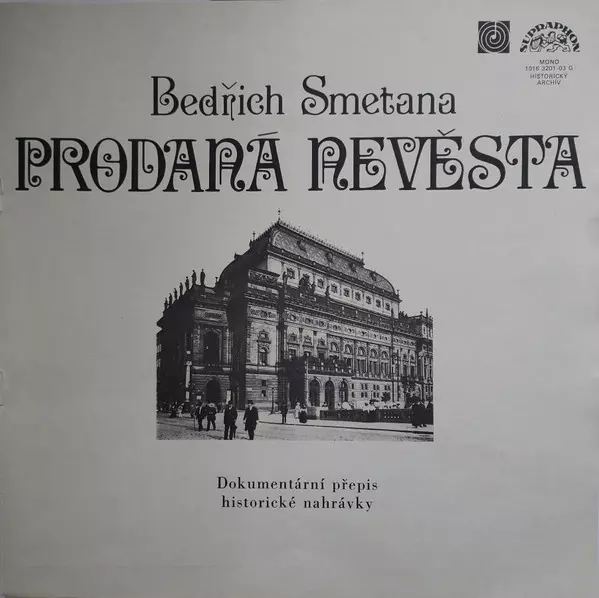 SUPRAPHON
MONO
1016 3201-03 G
HISTORICKÝ
ARCHÍV
Bedřich Smetana
PRODANÁ NEVĚSTA
Dokumentární přepis
historické nahrávky